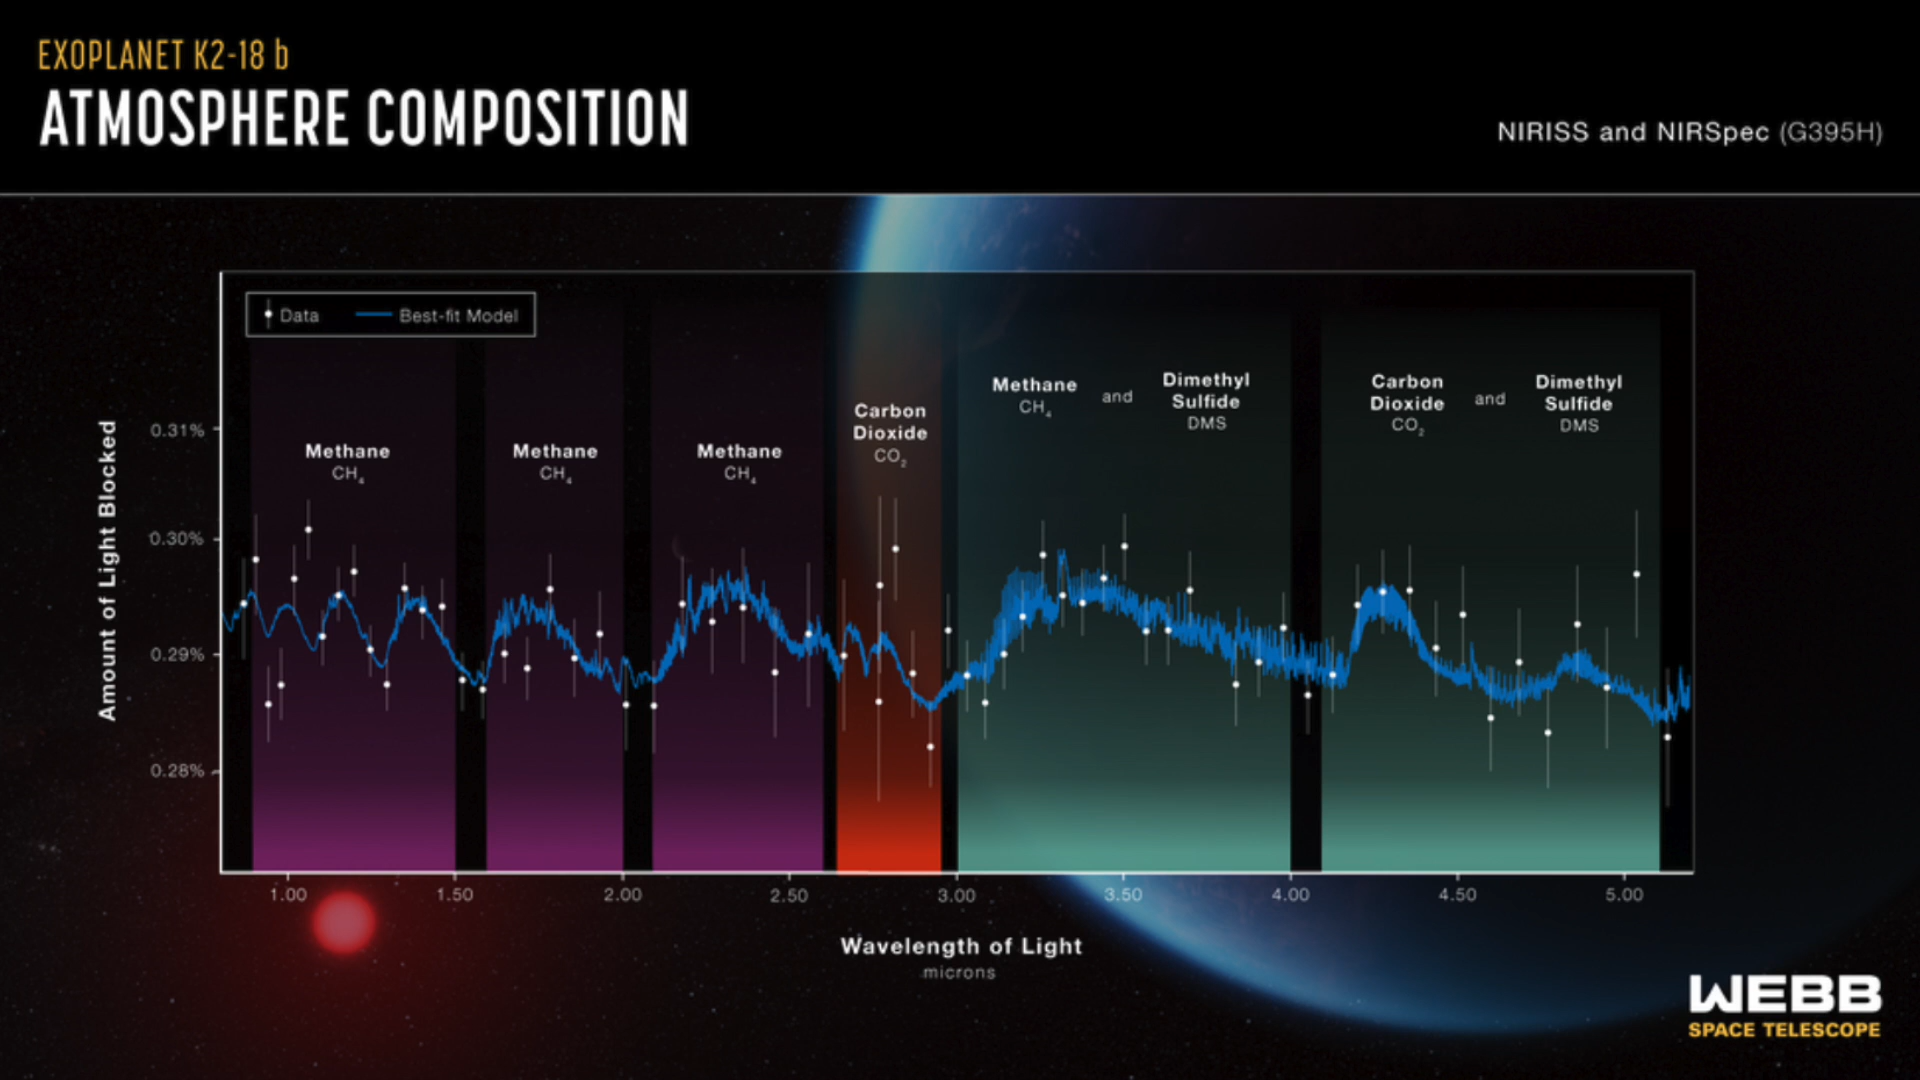 EXOPLANET K2-18 b
ATMOSPHERE COMPOSITION
NIRISS and NIRSpec (G395H)
Data
Best-fit Model
Methane
CH₄
Methane
CH₄
Methane
CH₄
Carbon
Dioxide
CO₂
Methane
CH₄
and
Dimethyl
Sulfide
DMS
Carbon
Dioxide
CO₂
and
Dimethyl
Sulfide
DMS
Amount of Light Blocked
0.31%
0.30%
0.29%
0.28%
1.00 1.50 2.00 2.50 3.00 3.50 4.00 4.50 5.00
Wavelength of Light
microns
WEBB
SPACE TELESCOPE